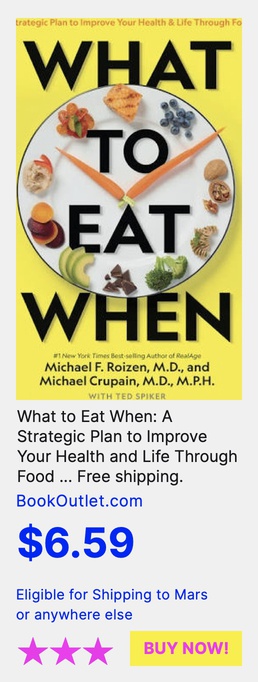 trategic Plan to Improve Your Health & Life Through Fo
WHAT
TO
EAT
WHEN
#1 New York Times Best-selling Author of RealAge
Michael F. Roizen, M.D., and
Michael Crupain, M.D., M.P.H.
WITH TED SPIKER
What to Eat When: A
Strategic Plan to Improve
Your Health and Life Through
Food ... Free shipping.
BookOutlet.com
$6.59
Eligible for Shipping to Mars
or anywhere else
BUY NOW!